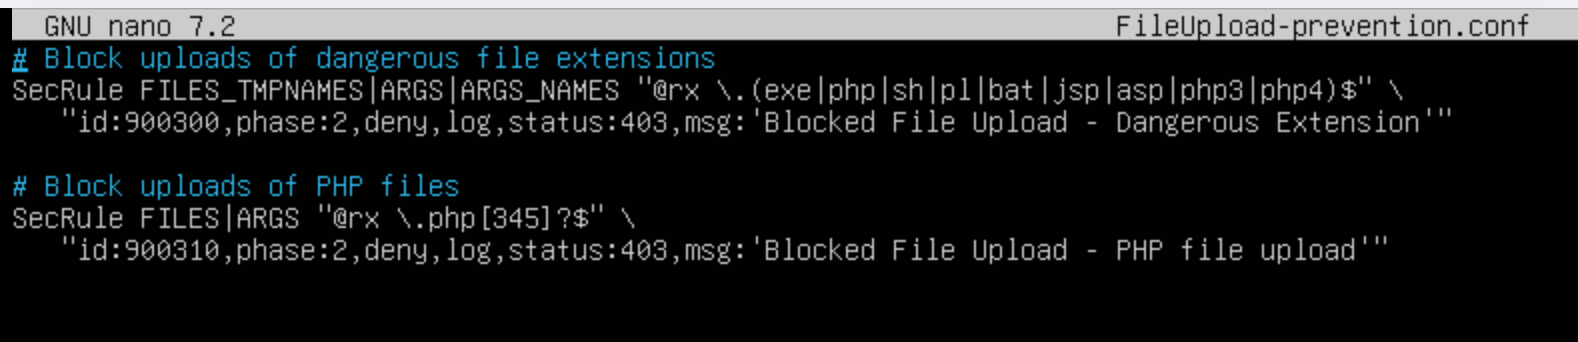 GNU nano 7.2 FileUpload-prevention.conf
# Block uploads of dangerous file extensions
SecRule FILES_TMPNAMES|ARGS|ARGS_NAMES "@rx \.(exe|php|sh|pl|bat|jsp|asp|php3|php4)$" \
"id:900300,phase:2,deny,log,status:403,msg:'Blocked File Upload - Dangerous Extension'"
# Block uploads of PHP files
SecRule FILES|ARGS "@rx \.php[345]?$" \
"id:900310,phase:2,deny,log,status:403,msg:'Blocked File Upload - PHP file upload'"